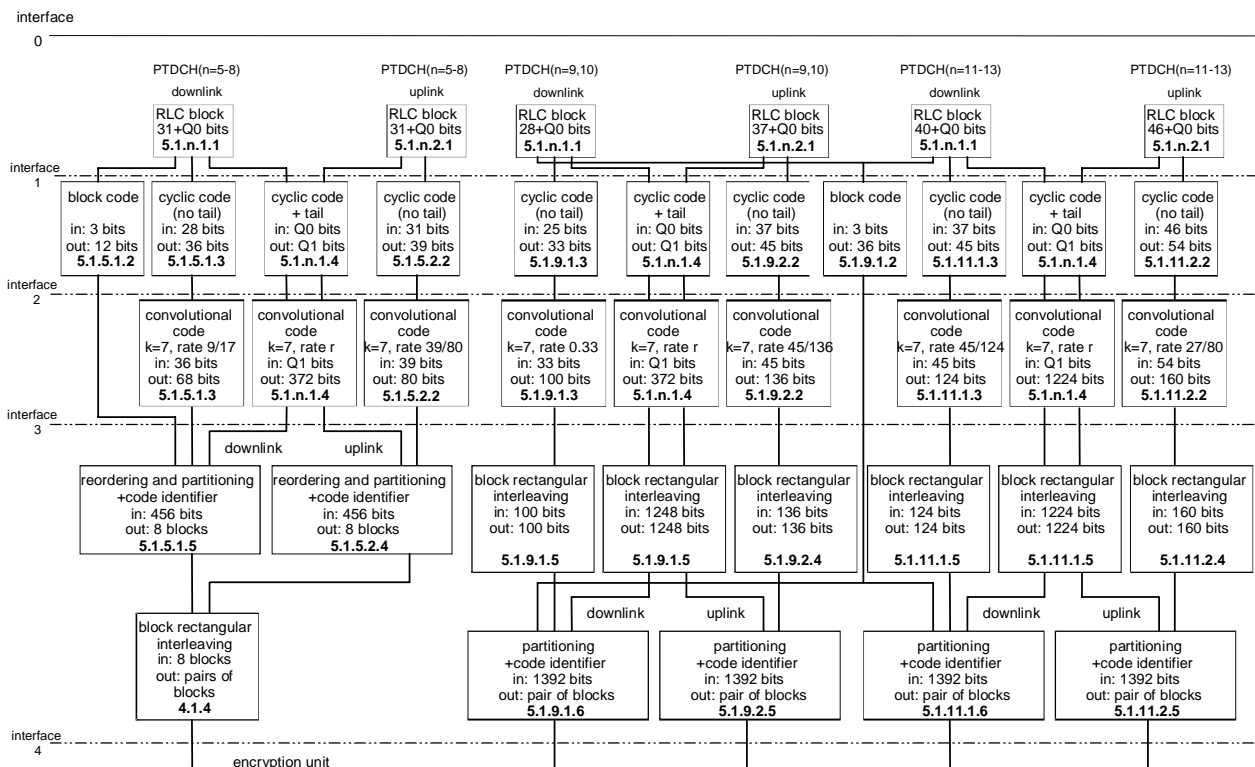 interface
0
PTDCH(n=5-8)
downlink
PTDCH(n=5-8)
uplink
PTDCH(n=9,10)
downlink
PTDCH(n=9,10)
uplink
PTDCH(n=11-13)
downlink
PTDCH(n=11-13)
uplink
RLC block
31+Q0 bits
5.1.n.1.1
RLC block
31+Q0 bits
5.1.n.2.1
RLC block
28+Q0 bits
5.1.n.1.1
RLC block
37+Q0 bits
5.1.n.2.1
RLC block
40+Q0 bits
5.1.n.1.1
RLC block
46+Q0 bits
5.1.n.2.1
interface
1
block code
in: 3 bits
out: 12 bits
5.1.5.1.2
cyclic code
(no tail)
in: 28 bits
out: 36 bits
5.1.5.1.3
cyclic code
+ tail
in: Q0 bits
out: Q1 bits
5.1.n.1.4
cyclic code
(no tail)
in: 31 bits
out: 39 bits
5.1.5.2.2
cyclic code
(no tail)
in: 25 bits
out: 33 bits
5.1.9.1.3
cyclic code
+ tail
in: Q0 bits
out: Q1 bits
5.1.n.1.4
cyclic code
(no tail)
in: 37 bits
out: 45 bits
5.1.9.2.2
block code
in: 3 bits
out: 36 bits
5.1.9.1.2
cyclic code
(no tail)
in: 37 bits
out: 45 bits
5.1.11.1.3
cyclic code
+ tail
in: Q0 bits
out: Q1 bits
5.1.n.1.4
cyclic code
(no tail)
in: 46 bits
out: 54 bits
5.1.11.2.2
interface
2
convolutional
code
k=7, rate 9/17
in: 36 bits
out: 68 bits
5.1.5.1.3
convolutional
code
k=7, rate r
in: Q1 bits
out: 372 bits
5.1.n.1.4
convolutional
code
k=7, rate 39/80
in: 39 bits
out: 80 bits
5.1.5.2.2
convolutional
code
k=7, rate 0.33
in: 33 bits
out: 100 bits
5.1.9.1.3
convolutional
code
k=7, rate r
in: Q1 bits
out: 372 bits
5.1.n.1.4
convolutional
code
k=7, rate 45/136
in: 45 bits
out: 136 bits
5.1.9.2.2
convolutional
code
k=7, rate 45/124
in: 45 bits
out: 124 bits
5.1.11.1.3
convolutional
code
k=7, rate r
in: Q1 bits
out: 1224 bits
5.1.n.1.4
convolutional
code
k=7, rate 27/80
in: 54 bits
out: 160 bits
5.1.11.2.2
interface
3
downlink
uplink
reordering and partitioning
+code identifier
in: 456 bits
out: 8 blocks
5.1.5.1.5
reordering and partitioning
+code identifier
in: 456 bits
out: 8 blocks
5.1.5.2.4
block rectangular
interleaving
in: 100 bits
out: 100 bits
5.1.9.1.5
block rectangular
interleaving
in: 1248 bits
out: 1248 bits
5.1.9.1.5
block rectangular
interleaving
in: 136 bits
out: 136 bits
5.1.9.2.4
block rectangular
interleaving
in: 124 bits
out: 124 bits
5.1.11.1.5
block rectangular
interleaving
in: 1224 bits
out: 1224 bits
5.1.11.1.5
block rectangular
interleaving
in: 160 bits
out: 160 bits
5.1.11.2.4
downlink
uplink
downlink
uplink
block rectangular
interleaving
in: 8 blocks
out: pairs of
blocks
4.1.4
partitioning
+code identifier
in: 1392 bits
out: pair of blocks
5.1.9.1.6
partitioning
+code identifier
in: 1392 bits
out: pair of blocks
5.1.9.2.5
partitioning
+code identifier
in: 1392 bits
out: pair of blocks
5.1.11.1.6
partitioning
+code identifier
in: 1392 bits
out: pair of blocks
5.1.11.2.5
interface
4
encryption unit